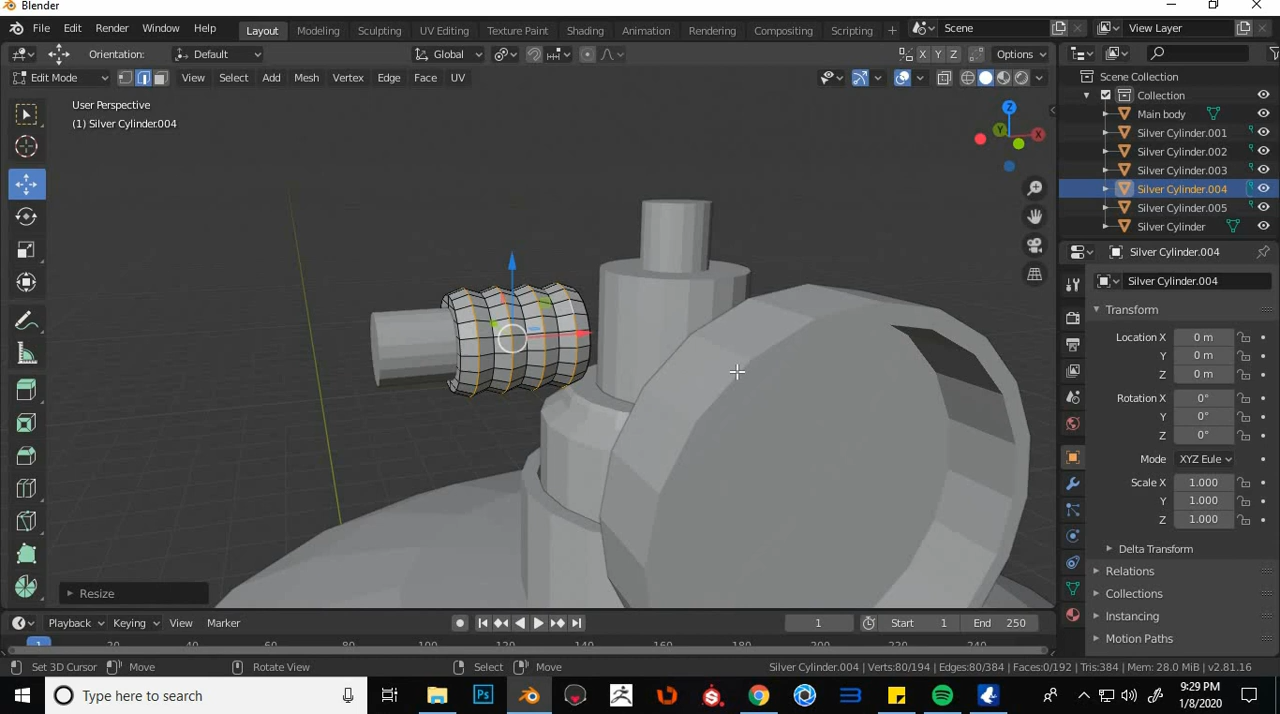 Blender
File Edit Render Window Help Layout Modeling Sculpting UV Editing Texture Paint Shading Animation Rendering Compositing Scripting + Scene View Layer
Orientation: Default Global X Y Z Options
Edit Mode View Select Add Mesh Vertex Edge Face UV
User Perspective
(1) Silver Cylinder.004
Z
Y
X
Scene Collection
Collection
Main body
Silver Cylinder.001
Silver Cylinder.002
Silver Cylinder.003
Silver Cylinder.004
Silver Cylinder.005
Silver Cylinder
Silver Cylinder.004
Silver Cylinder.004
Transform
Location X 0 m
Y 0 m
Z 0 m
Rotation X 0°
Y 0°
Z 0°
Mode XYZ Eule
Scale X 1.000
Y 1.000
Z 1.000
Delta Transform
Relations
Collections
Instancing
Motion Paths
Resize
Playback Keying View Marker 1 Start 1 End 250
1 20 40 80 120 160 180 220 240
Set 3D Cursor Move Rotate View Select Move Silver Cylinder.004 | Verts:80/194 | Edges:80/384 | Faces:0/192 | Tris:384 | Mem: 28.0 MiB | v2.81.16
Type here to search Ps 9:29 PM
1/8/2020